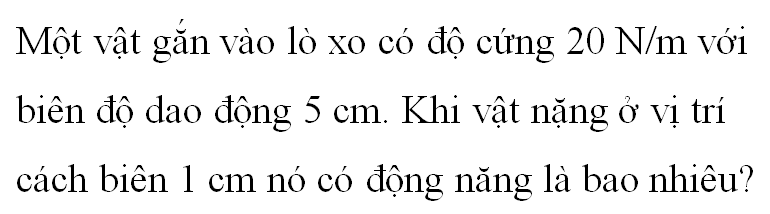 Một vật gắn vào lò xo có độ cứng 20 N/m với
biên độ dao động 5 cm. Khi vật nặng ở vị trí
cách biên 1 cm nó có động năng là bao nhiêu?